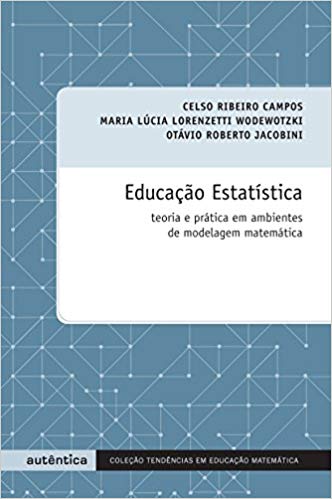 CELSO RIBEIRO CAMPOS
MARIA LÚCIA LORENZETTI WODEWOTZKI
OTÁVIO ROBERTO JACOBINI
Educação Estatística
teoria e prática em ambientes
de modelagem matemática
autêntica
COLEÇÃO TENDÊNCIAS EM EDUCAÇÃO MATEMÁTICA